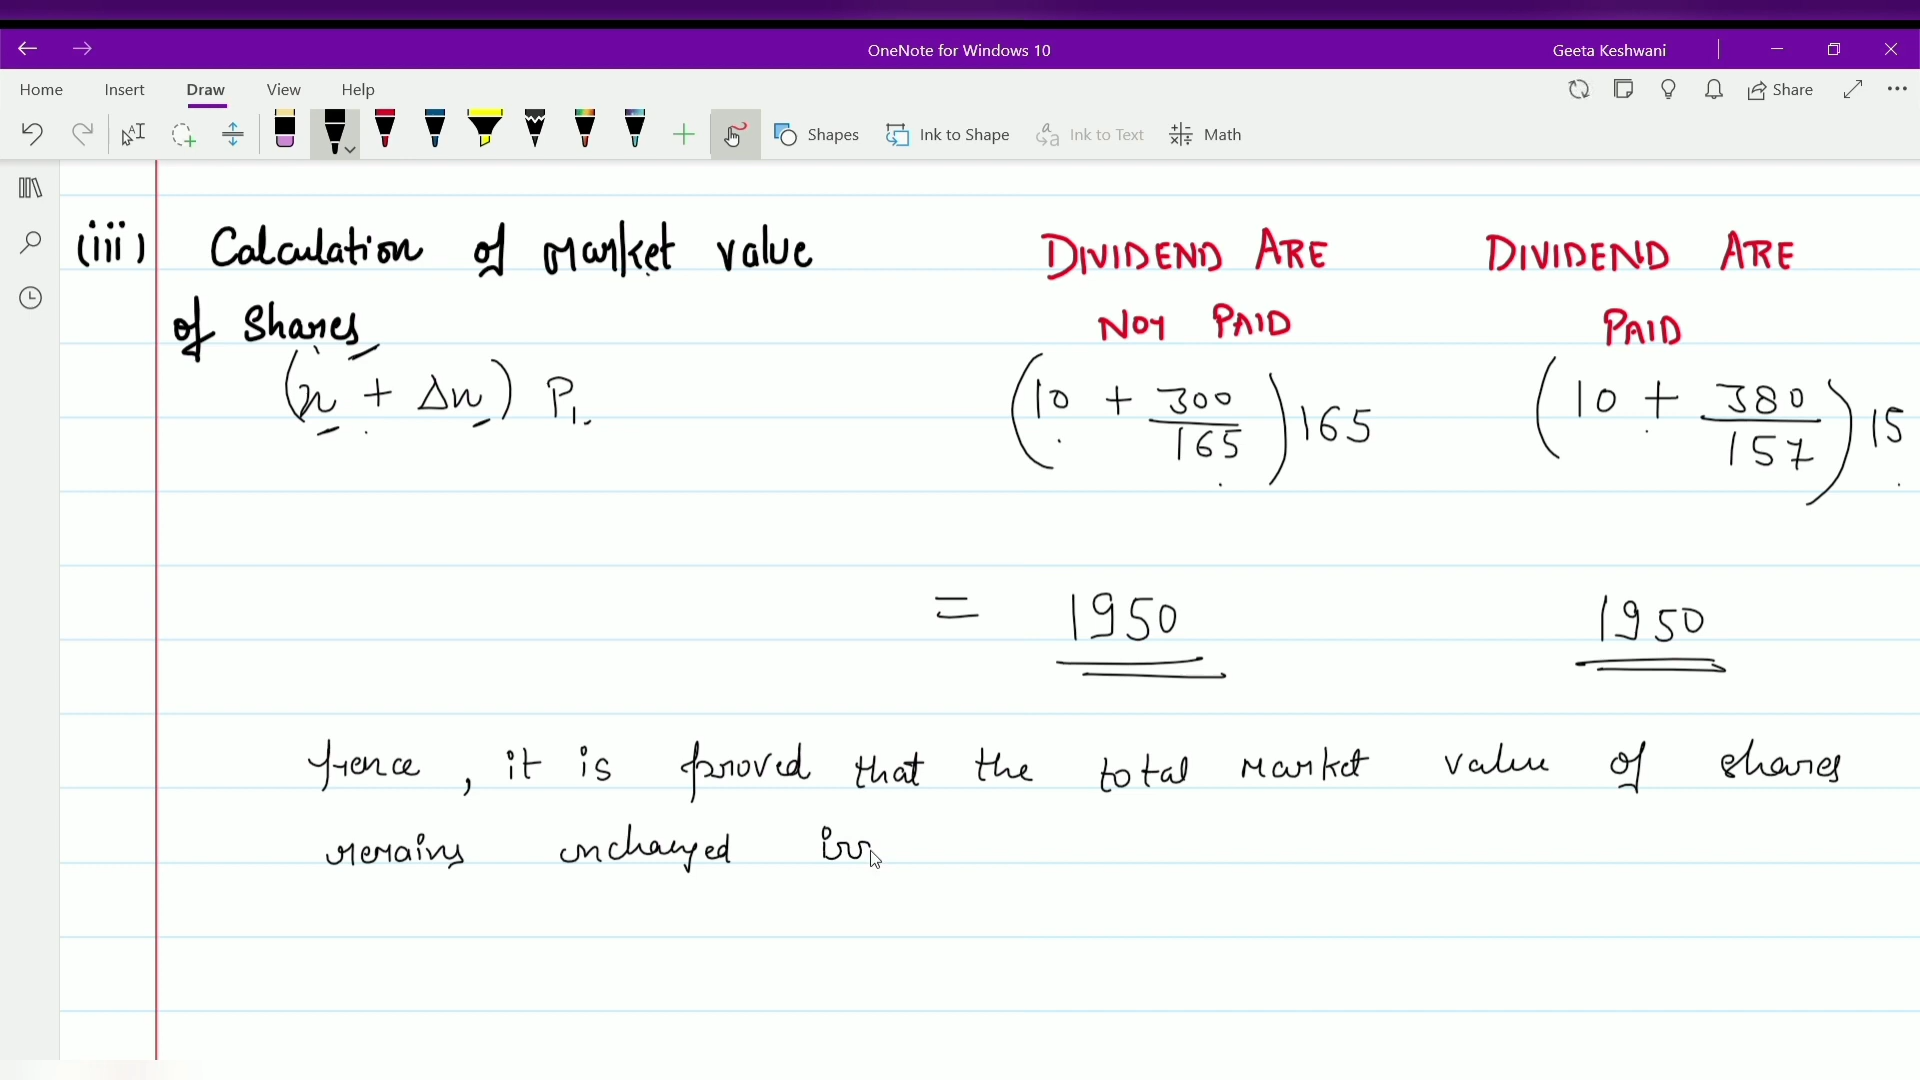 OneNote for Windows 10
Geeta Keshwani
Home Insert Draw View Help
Share
Shapes Ink to Shape Ink to Text Math
(iii) Calculation of Market value
of Shares
DIVIDEND ARE
NOT PAID
DIVIDEND ARE
PAID
(n + Δn) P1.
(10 + 300/165) 165
(10 + 380/157) 15
= 1950
1950
Hence, it is proved that the total Market value of shares
remains unchanged irr